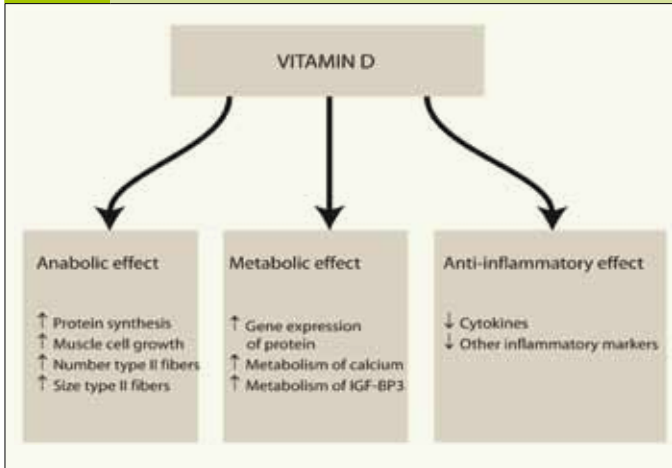 VITAMIN D
Anabolic effect
↑ Protein synthesis
↑ Muscle cell growth
↑ Number type II fibers
↑ Size type II fibers
Metabolic effect
↑ Gene expression
of protein
↑ Metabolism of calcium
↑ Metabolism of IGF-BP3
Anti-inflammatory effect
↓ Cytokines
↓ Other inflammatory markers